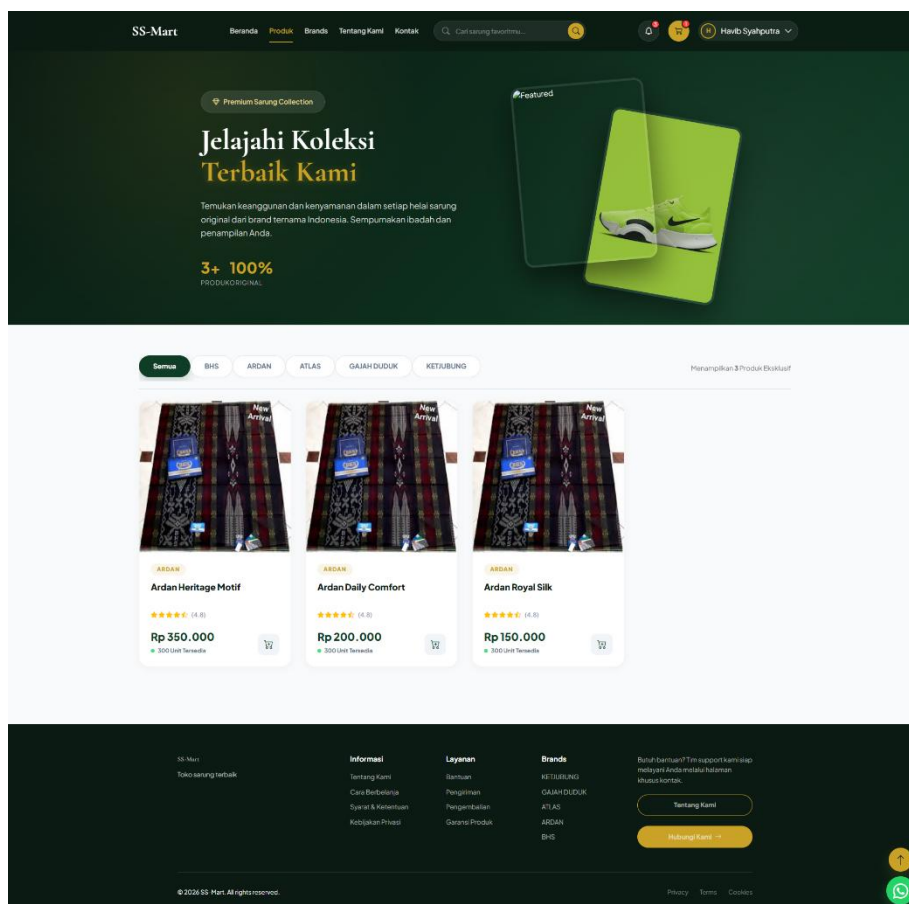 SS-Mart
Beranda Produk Brands Tentang Kami Kontak
Cari sarung favoritmu...
H Havib Syahputra
Premium Sarung Collection
Jelajahi Koleksi
Terbaik Kami
Temukan keanggunan dan kenyamanan dalam setiap helai sarung
original dari brand ternama Indonesia. Sempurnakan ibadah dan
penampilan Anda.
3+ 100%
PRODUKORIGINAL
Featured
Semua BHS ARDAN ATLAS GAJAH DUDUK KETJUBUNG
Menampilkan 3 Produk Eksklusif
New
Arrival
ARDAN
Ardan Heritage Motif
(4.8)
Rp 350.000
300 Unit Tersedia
New
Arrival
ARDAN
Ardan Daily Comfort
(4.8)
Rp 200.000
300 Unit Tersedia
New
Arrival
ARDAN
Ardan Royal Silk
(4.8)
Rp 150.000
300 Unit Tersedia
SS-Mart
Toko sarung terbaik
Informasi
Tentang Kami
Cara Berbelanja
Syarat & Ketentuan
Kebijakan Privasi
Layanan
Bantuan
Pengiriman
Pengembalian
Garansi Produk
Brands
KETJUBUNG
GAJAH DUDUK
ATLAS
ARDAN
BHS
Butuh bantuan? Tim support kami siap
melayani Anda melalui halaman
khusus kontak.
Tentang Kami
Hubungi Kami →
© 2026 SS-Mart. All rights reserved.
Privacy Terms Cookies